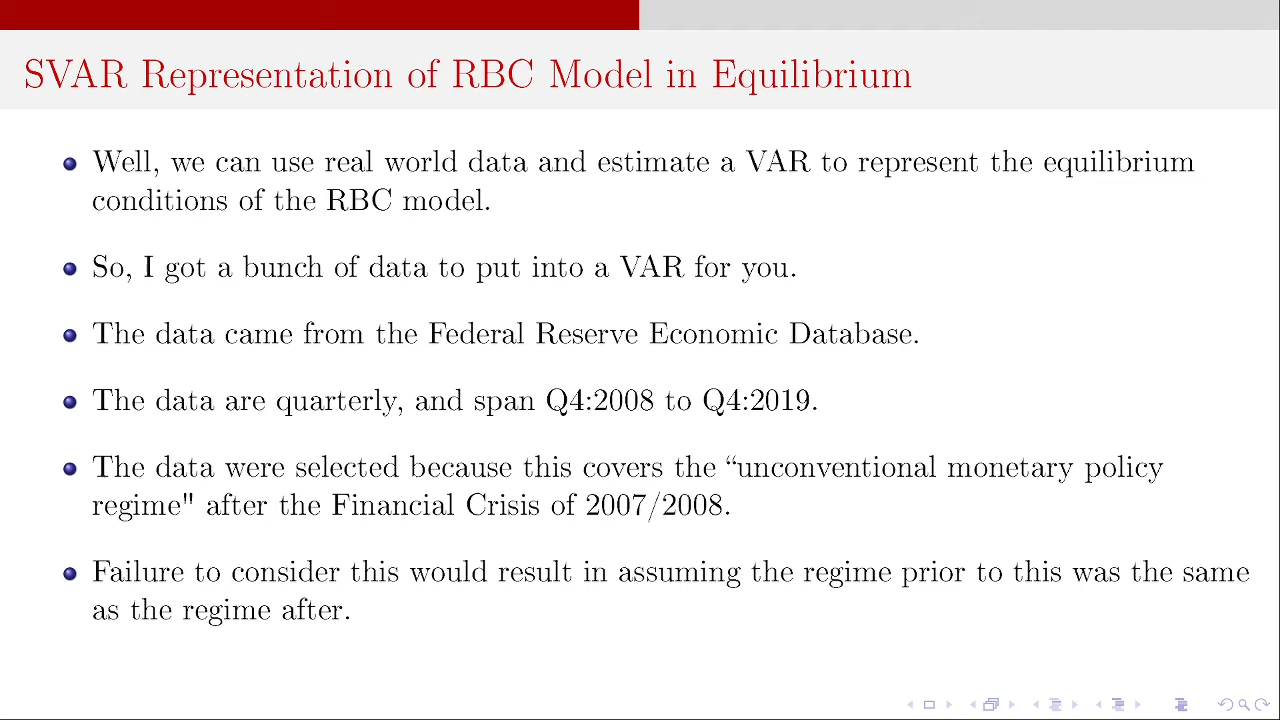 SVAR Representation of RBC Model in Equilibrium
Well, we can use real world data and estimate a VAR to represent the equilibrium
conditions of the RBC model.
So, I got a bunch of data to put into a VAR for you.
The data came from the Federal Reserve Economic Database.
The data are quarterly, and span Q4:2008 to Q4:2019.
The data were selected because this covers the “unconventional monetary policy
regime" after the Financial Crisis of 2007/2008.
Failure to consider this would result in assuming the regime prior to this was the same
as the regime after.